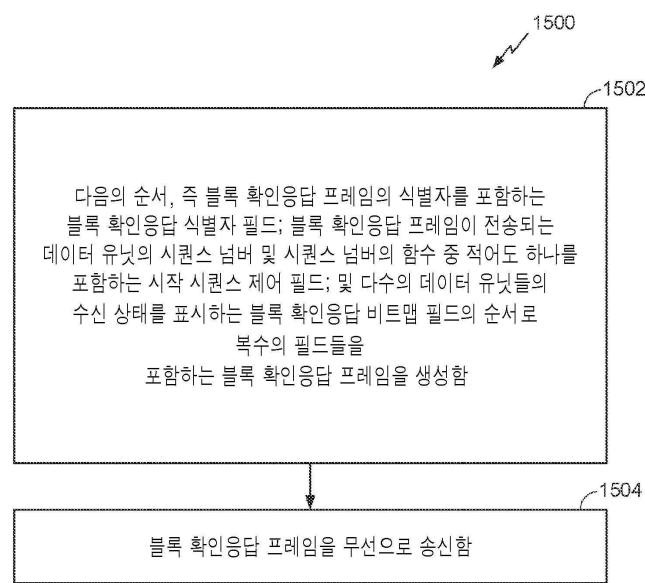 1500
1502
다음의 순서, 즉 블록 확인응답 프레임의 식별자를 포함하는
블록 확인응답 식별자 필드; 블록 확인응답 프레임이 전송되는
데이터 유닛의 시퀀스 넘버 및 시퀀스 넘버의 함수 중 적어도 하나를
포함하는 시작 시퀀스 제어 필드; 및 다수의 데이터 유닛들의
수신 상태를 표시하는 블록 확인응답 비트맵 필드의 순서로
복수의 필드들을
포함하는 블록 확인응답 프레임을 생성함
1504
블록 확인응답 프레임을 무선으로 송신함